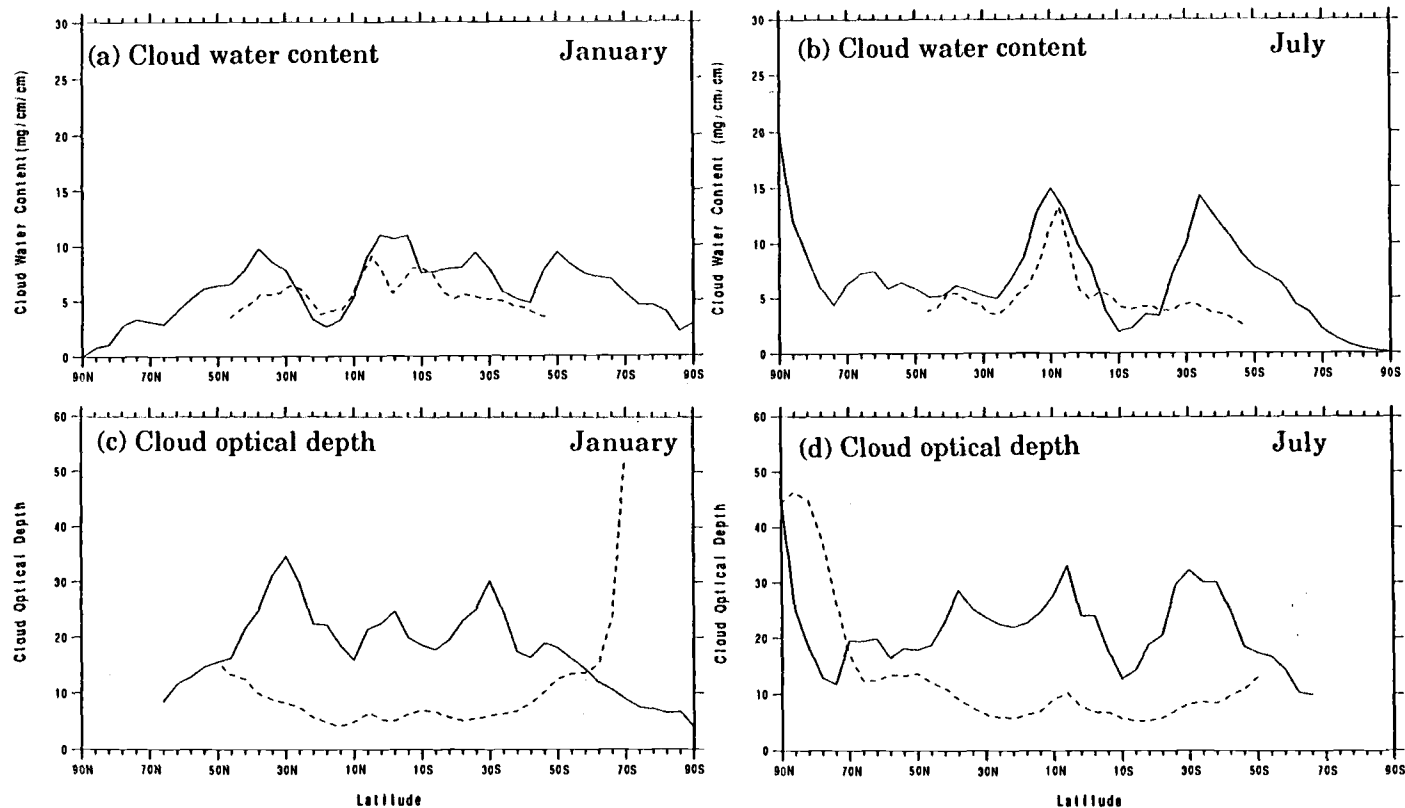 (a) Cloud water content January
Cloud Water Content (mg/cm/cm)
30
25
20
15
10
5
0
90N 70N 50N 30N 10N 10S 30S 50S 70S 90S
(b) Cloud water content July
Cloud Water Content (mg/cm/cm)
30
25
20
15
10
5
0
90N 70N 50N 30N 10N 10S 30S 50S 70S 90S
(c) Cloud optical depth January
Cloud Optical Depth
60
50
40
30
20
10
0
90N 70N 50N 30N 10N 10S 30S 50S 70S 90S
Latitude
(d) Cloud optical depth July
Cloud Optical Depth
60
50
40
30
20
10
0
90N 70N 50N 30N 10N 10S 30S 50S 70S 90S
Latitude